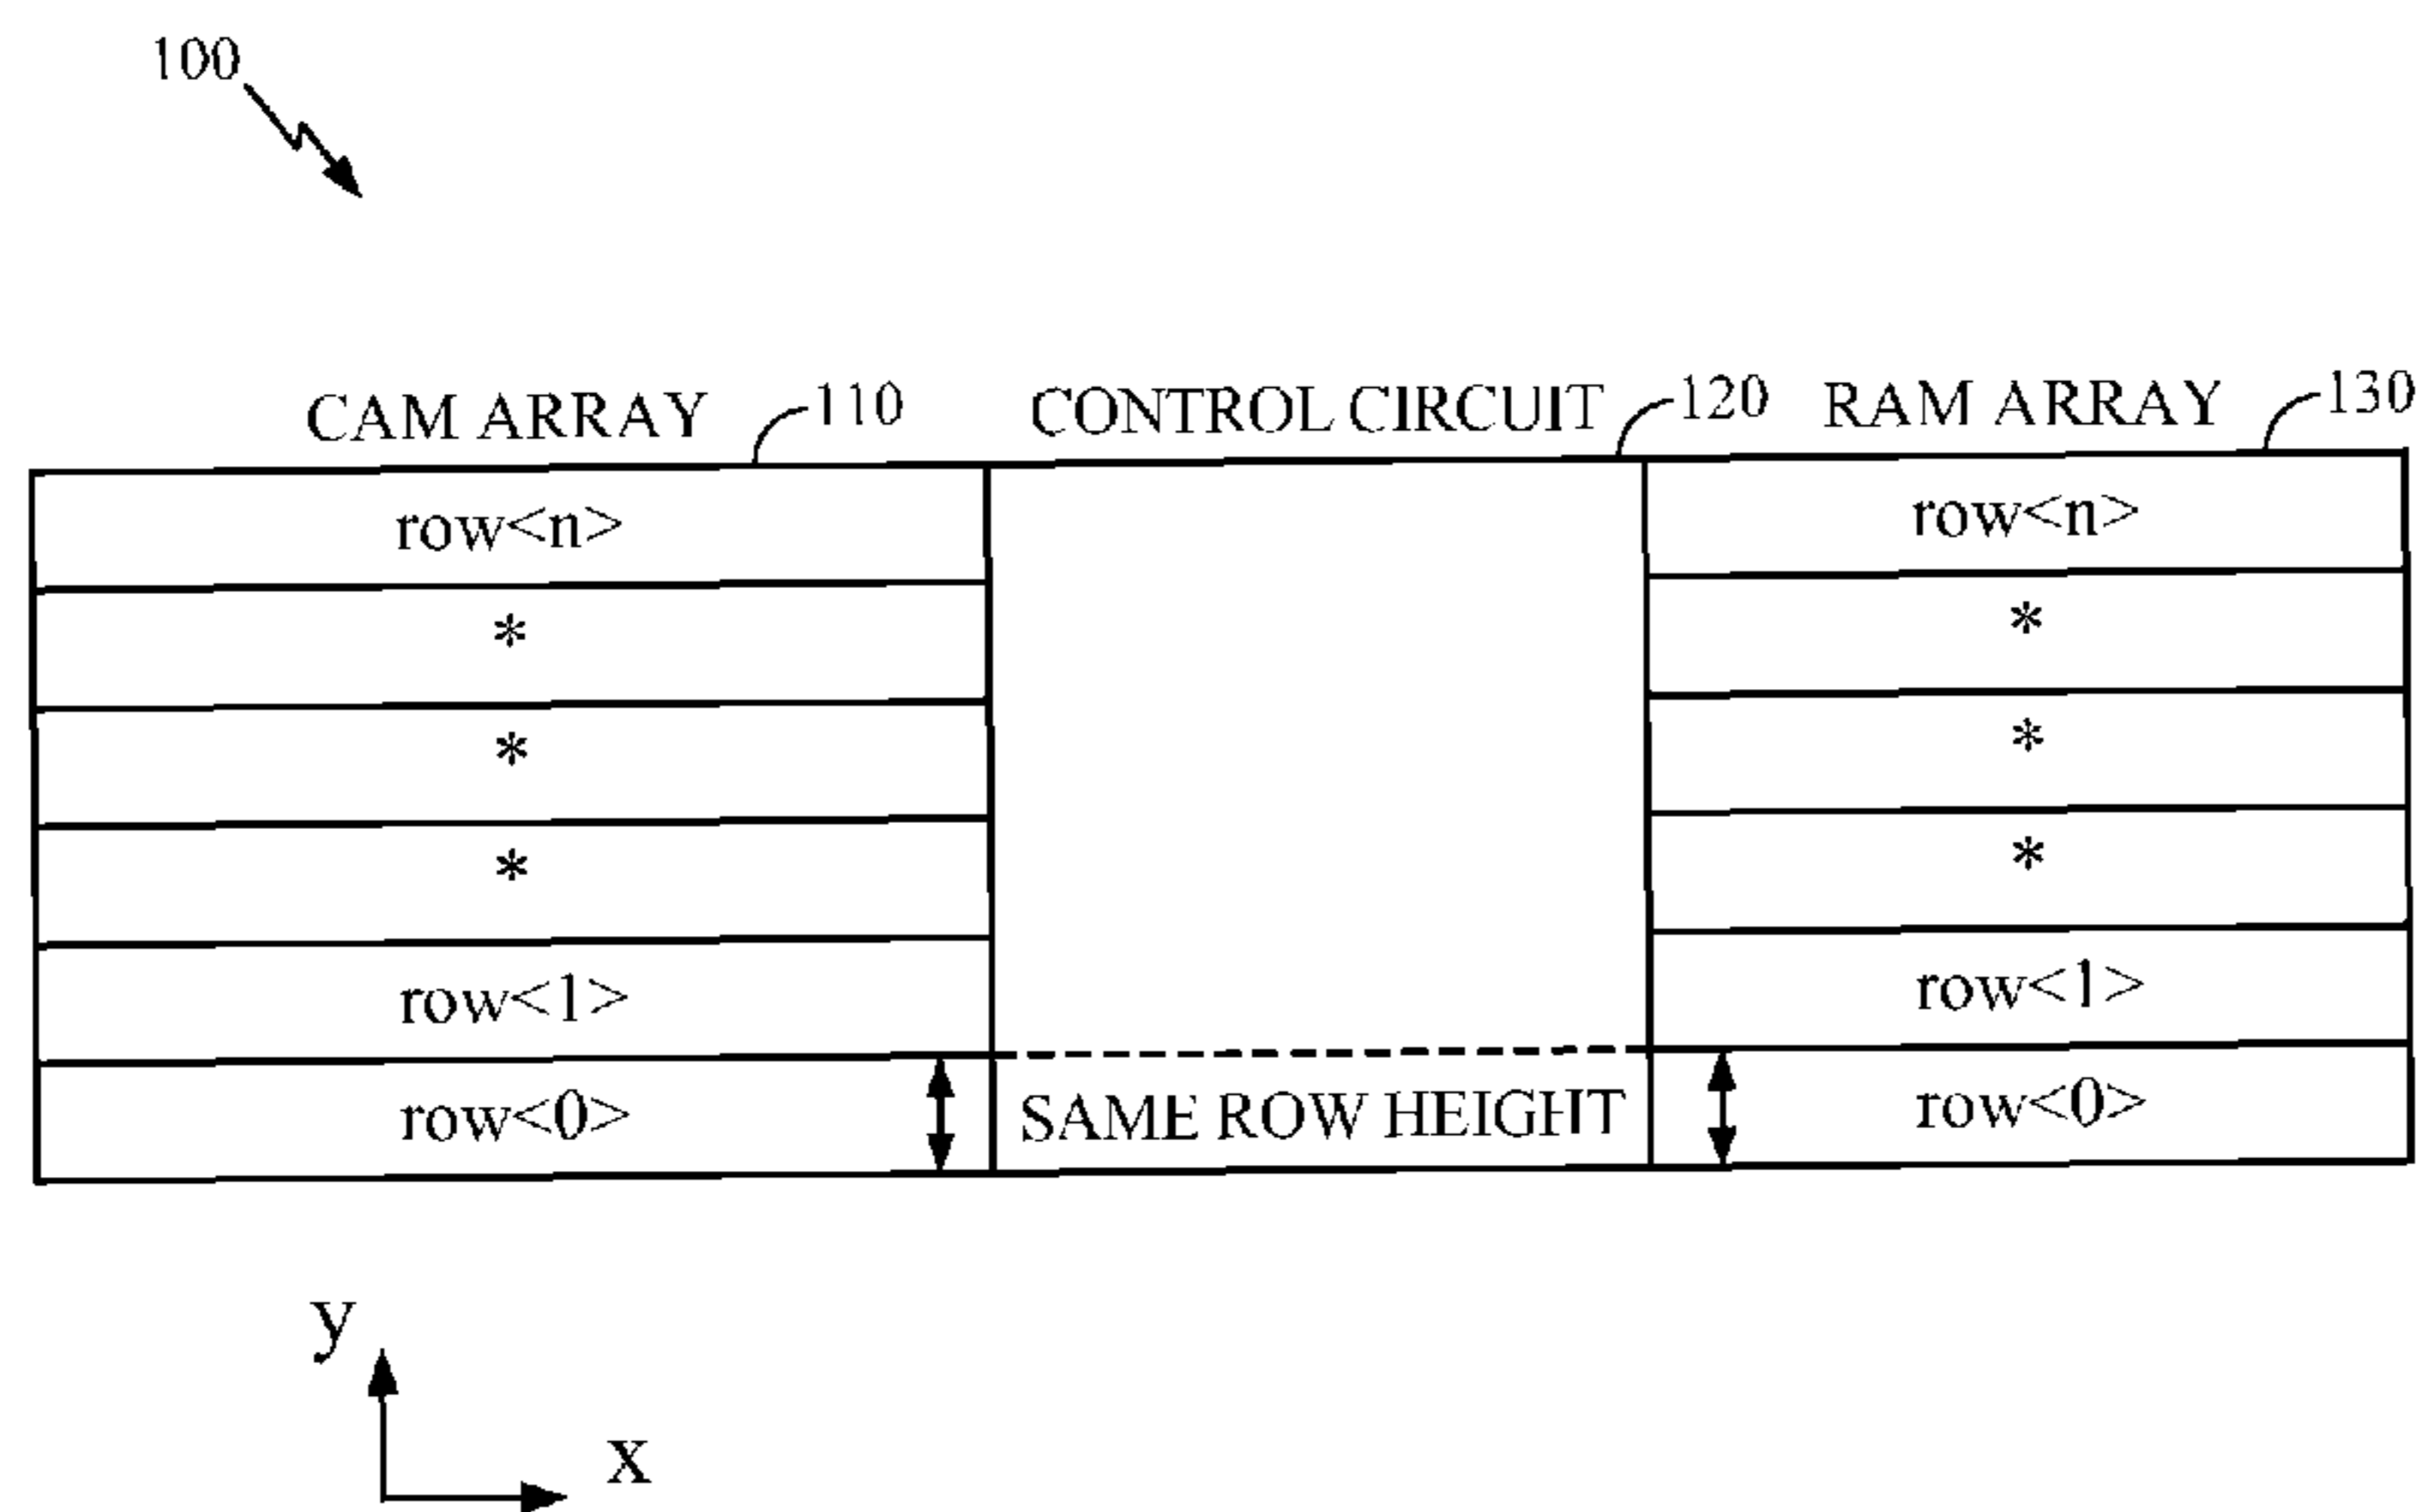 100
CAM ARRAY 110 CONTROL CIRCUIT 120 RAM ARRAY 130
row<n> row<n>
* *
* *
* *
row<1> row<1>
row<0> SAME ROW HEIGHT row<0>
y
x